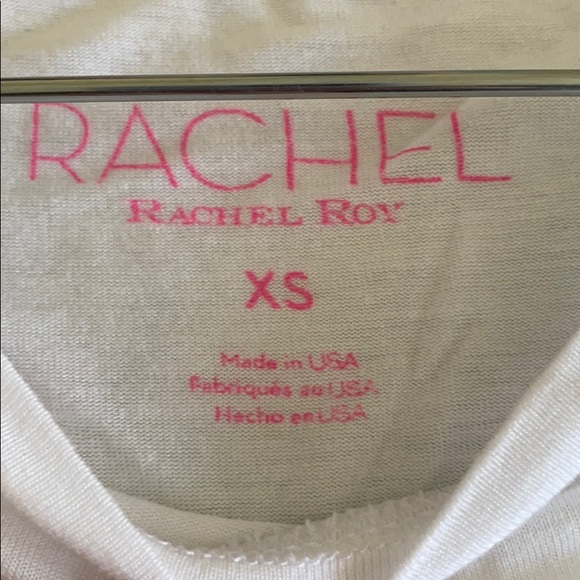 RACHEL
RACHEL ROY
XS
Made in USA
Fabriqués au USA
Hecho en USA